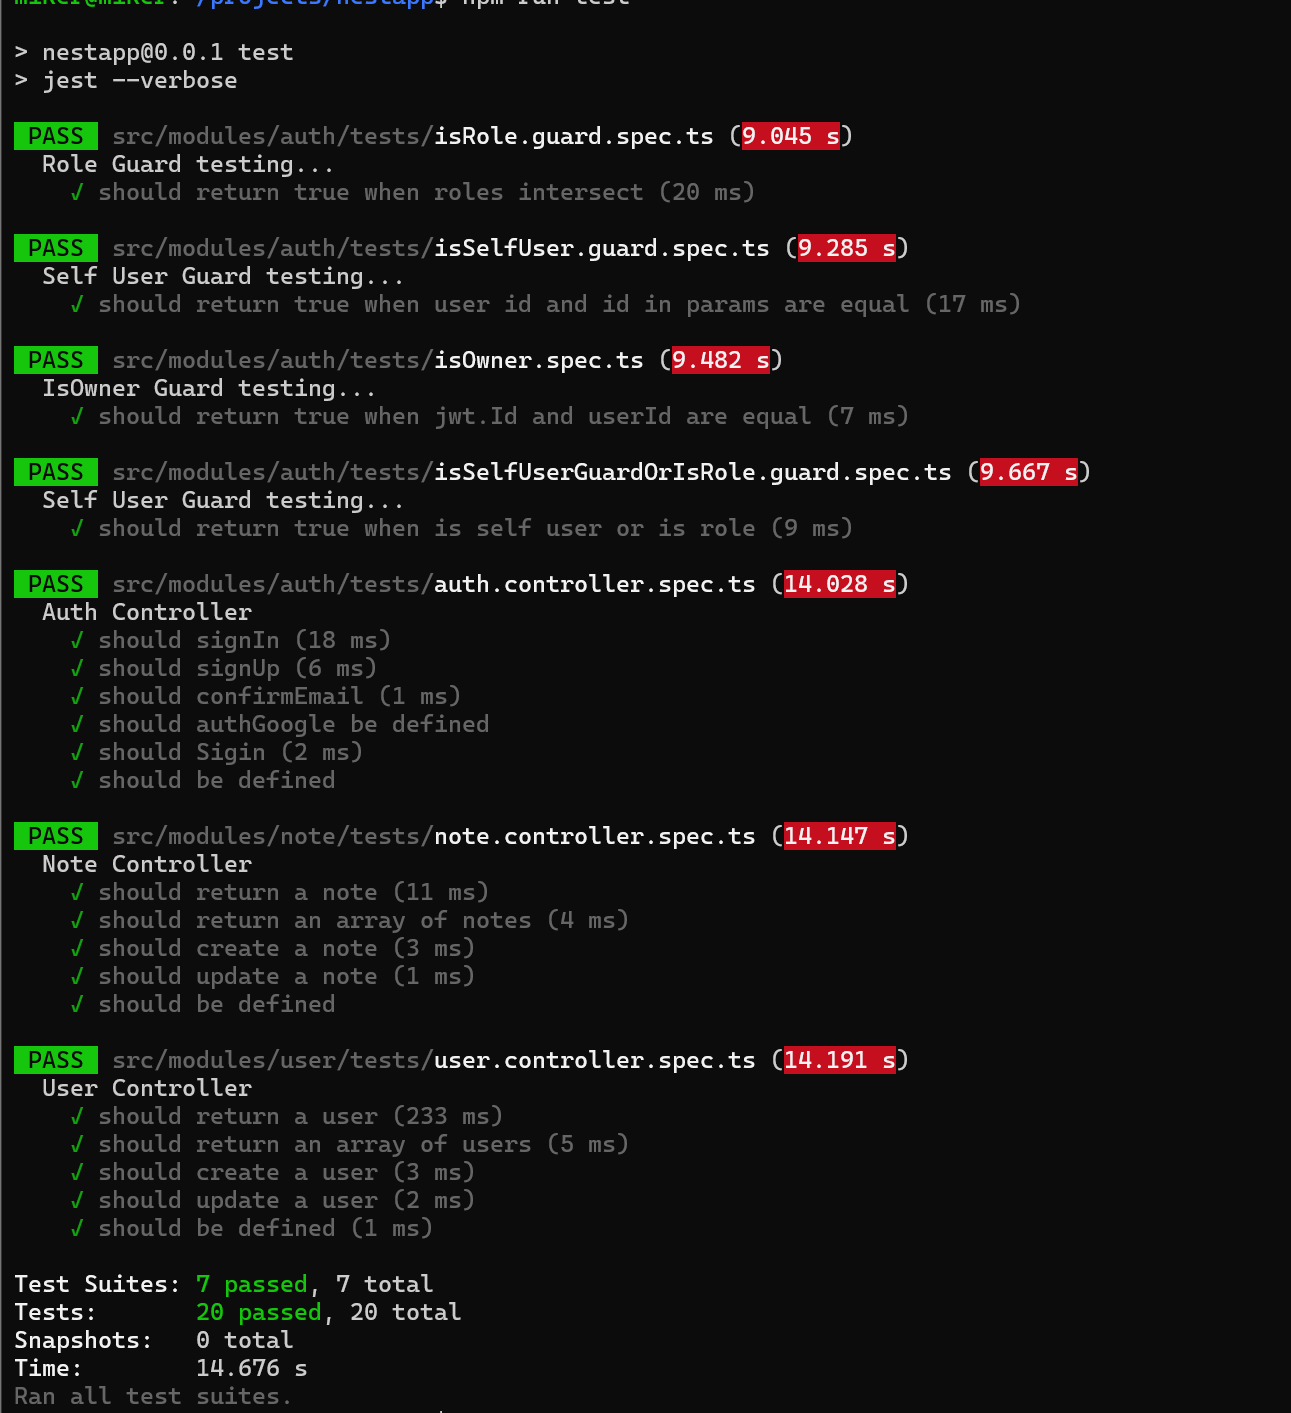 miker@miker:~/projects/nestapp$ npm run test
> nestapp@0.0.1 test
> jest --verbose
PASS src/modules/auth/tests/isRole.guard.spec.ts (9.045 s)
Role Guard testing...
√ should return true when roles intersect (20 ms)
PASS src/modules/auth/tests/isSelfUser.guard.spec.ts (9.285 s)
Self User Guard testing...
√ should return true when user id and id in params are equal (17 ms)
PASS src/modules/auth/tests/isOwner.spec.ts (9.482 s)
IsOwner Guard testing...
√ should return true when jwt.Id and userId are equal (7 ms)
PASS src/modules/auth/tests/isSelfUserGuardOrIsRole.guard.spec.ts (9.667 s)
Self User Guard testing...
√ should return true when is self user or is role (9 ms)
PASS src/modules/auth/tests/auth.controller.spec.ts (14.028 s)
Auth Controller
√ should signIn (18 ms)
√ should signUp (6 ms)
√ should confirmEmail (1 ms)
√ should authGoogle be defined
√ should Sigin (2 ms)
√ should be defined
PASS src/modules/note/tests/note.controller.spec.ts (14.147 s)
Note Controller
√ should return a note (11 ms)
√ should return an array of notes (4 ms)
√ should create a note (3 ms)
√ should update a note (1 ms)
√ should be defined
PASS src/modules/user/tests/user.controller.spec.ts (14.191 s)
User Controller
√ should return a user (233 ms)
√ should return an array of users (5 ms)
√ should create a user (3 ms)
√ should update a user (2 ms)
√ should be defined (1 ms)
Test Suites: 7 passed, 7 total
Tests: 20 passed, 20 total
Snapshots: 0 total
Time: 14.676 s
Ran all test suites.